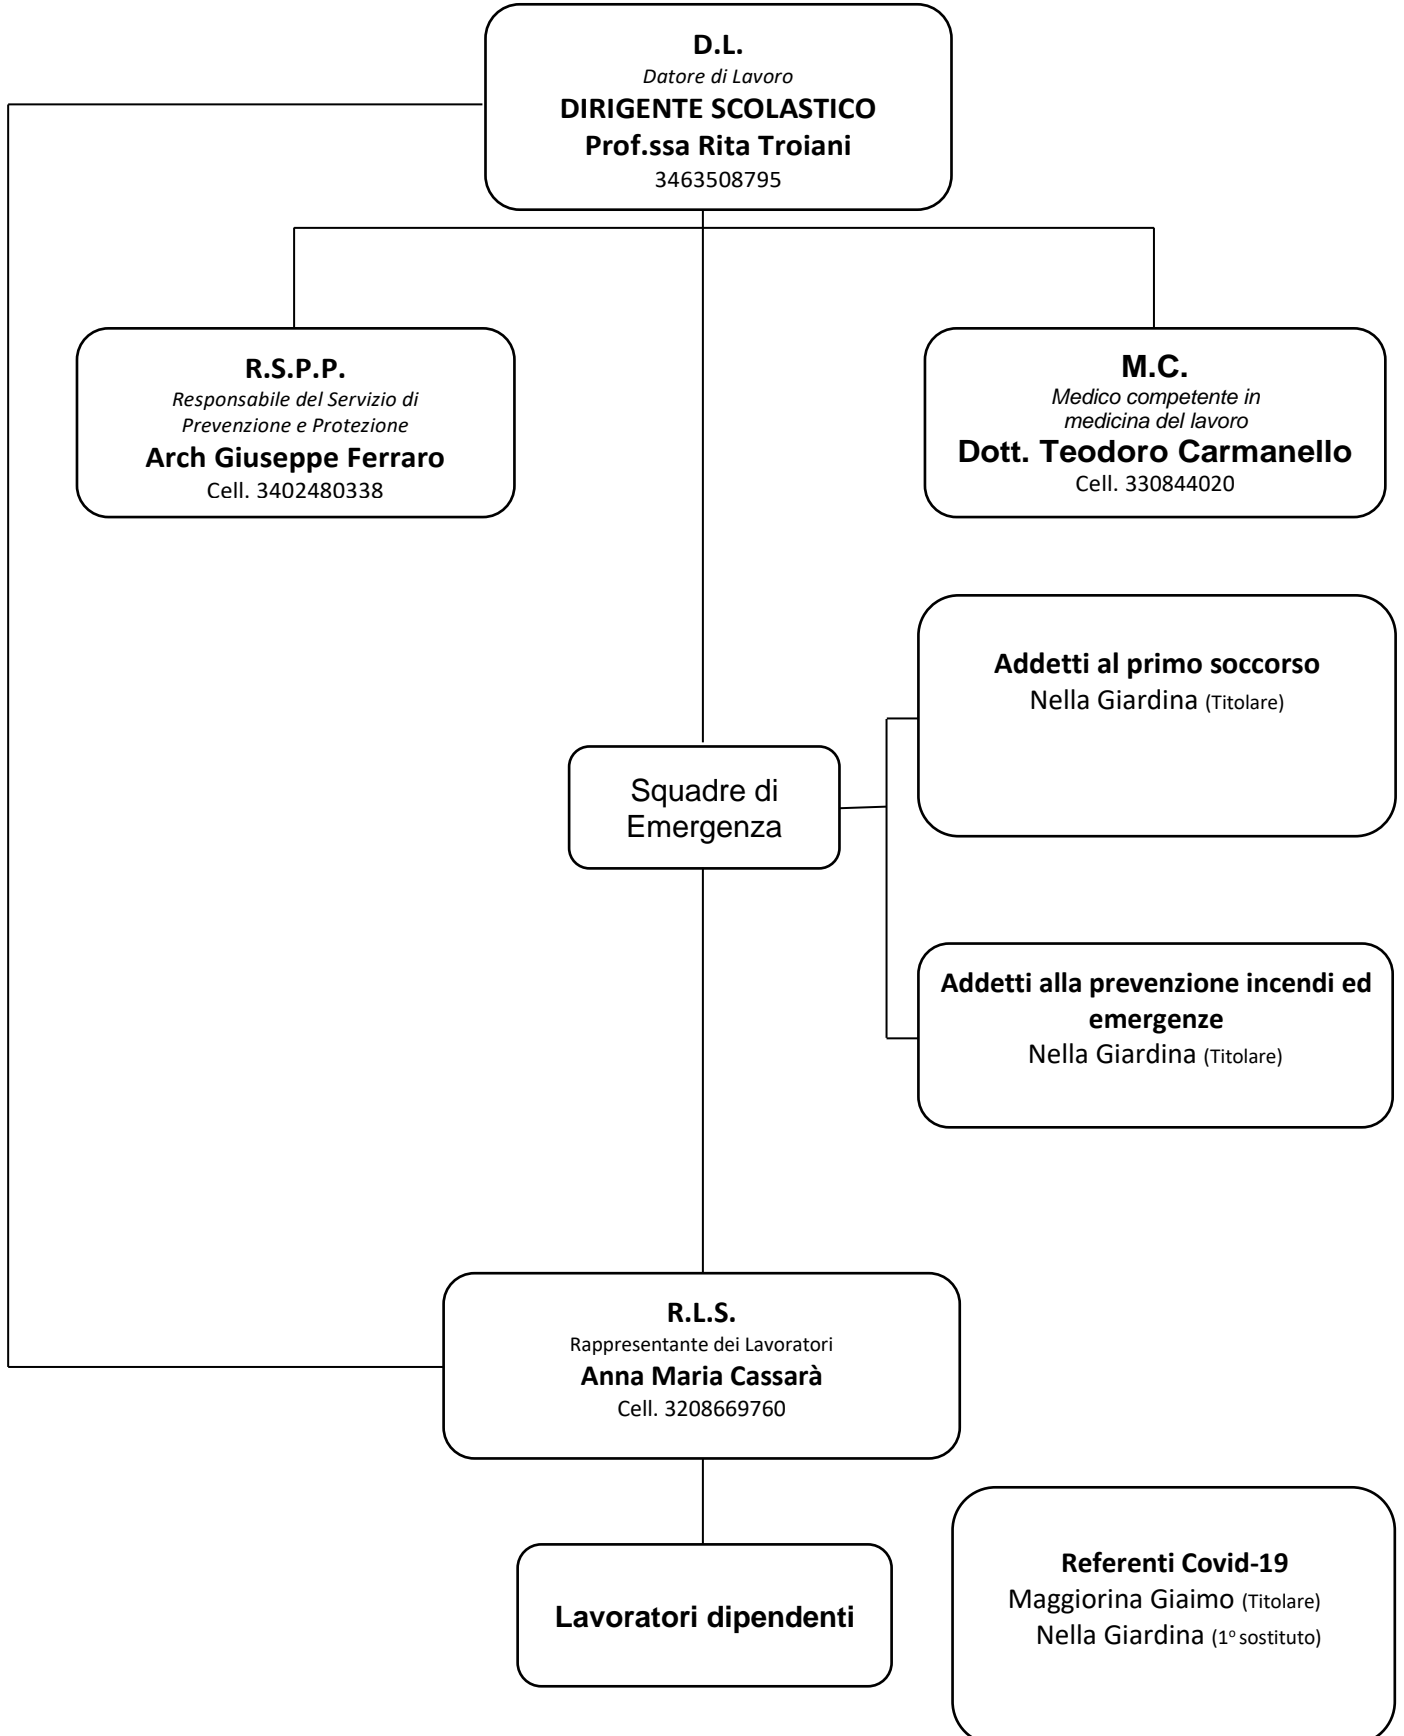 D.L.
Datore di Lavoro
DIRIGENTE SCOLASTICO
Prof.ssa Rita Troiani
3463508795
R.S.P.P.
Responsabile del Servizio di
Prevenzione e Protezione
Arch Giuseppe Ferraro
Cell. 3402480338
M.C.
Medico competente in
medicina del lavoro
Dott. Teodoro Carmanello
Cell. 330844020
Addetti al primo soccorso
Nella Giardina (Titolare)
Squadre di
Emergenza
Addetti alla prevenzione incendi ed
emergenze
Nella Giardina (Titolare)
R.L.S.
Rappresentante dei Lavoratori
Anna Maria Cassarà
Cell. 3208669760
Lavoratori dipendenti
Referenti Covid-19
Maggiorina Giaimo (Titolare)
Nella Giardina (1° sostituto)